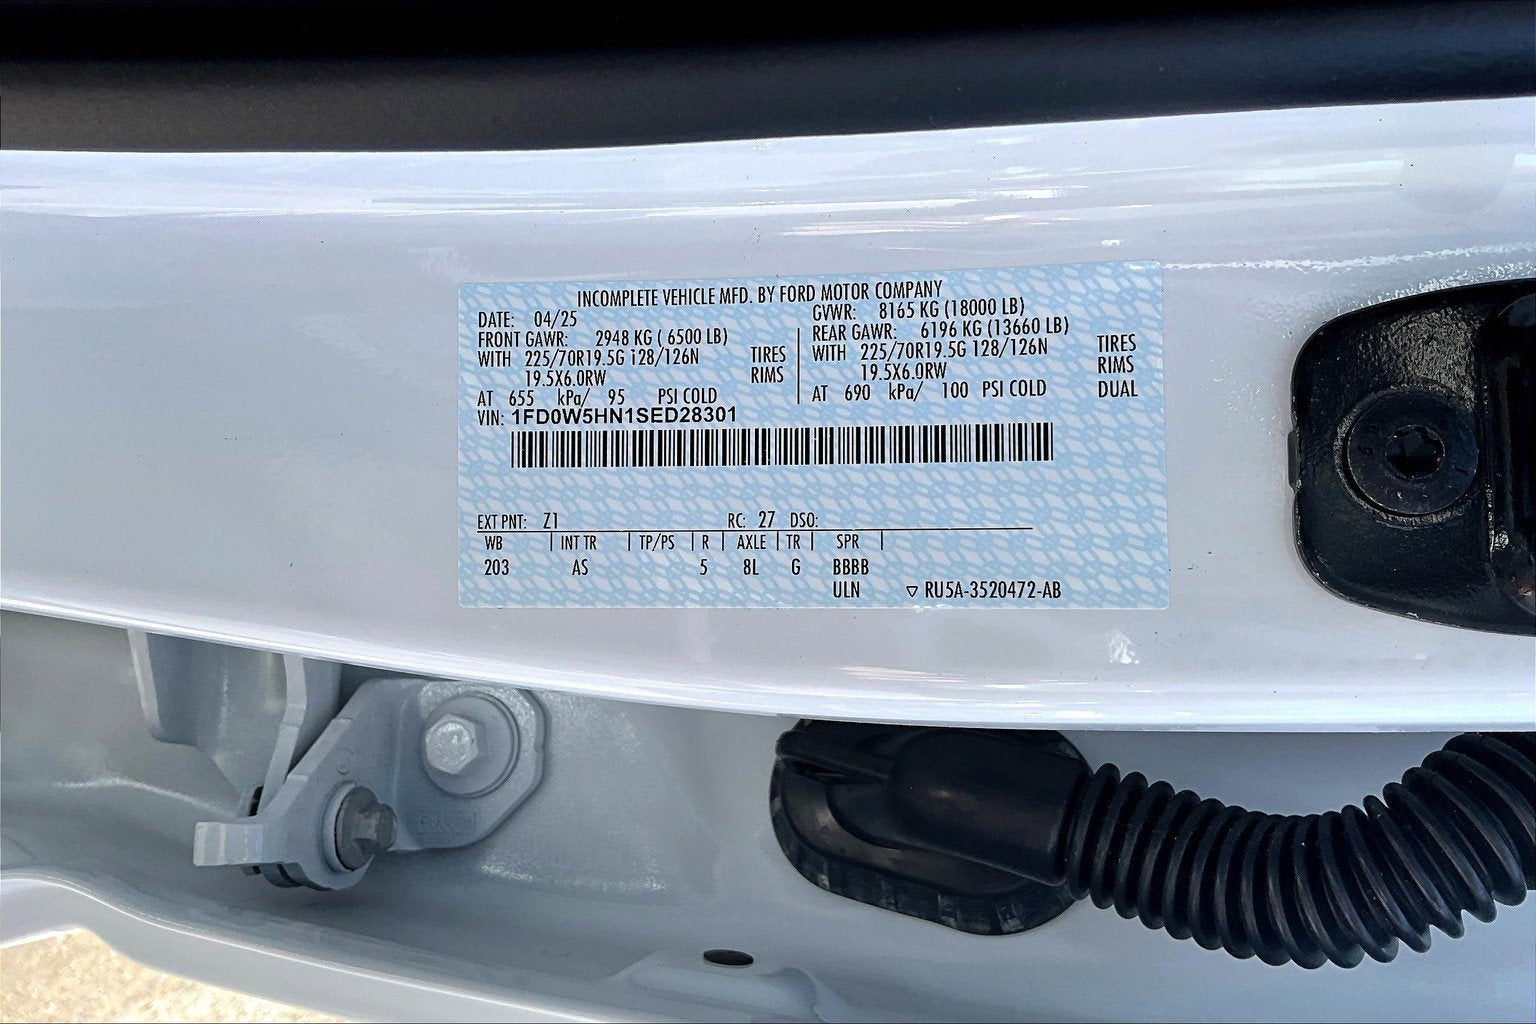 INCOMPLETE VEHICLE MFD. BY FORD MOTOR COMPANY
DATE: 04/25
FRONT GAWR: 2948 KG ( 6500 LB)
WITH 225/70R19.5G 128/126N TIRES
19.5X6.0RW RIMS
AT 655 kPa/ 95 PSI COLD
GVWR: 8165 KG (18000 LB)
REAR GAWR: 6196 KG (13660 LB)
WITH 225/70R19.5G 128/126N TIRES
19.5X6.0RW RIMS
AT 690 kPa/ 100 PSI COLD DUAL
VIN: 1FD0W5HN1SED28301
EXT PNT: Z1 RC: 27 DSO:
WB INT TR TP/PS R AXLE TR SPR
203 AS 5 8L G BBBB
ULN ▽ RU5A-3520472-AB